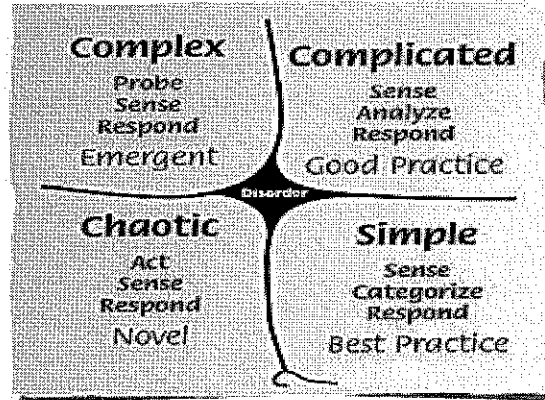 Complex
Probe
Sense
Respond
Emergent
Complicated
Sense
Analyze
Respond
Good Practice
Disorder
Chaotic
Act
Sense
Respond
Novel
Simple
Sense
Categorize
Respond
Best Practice